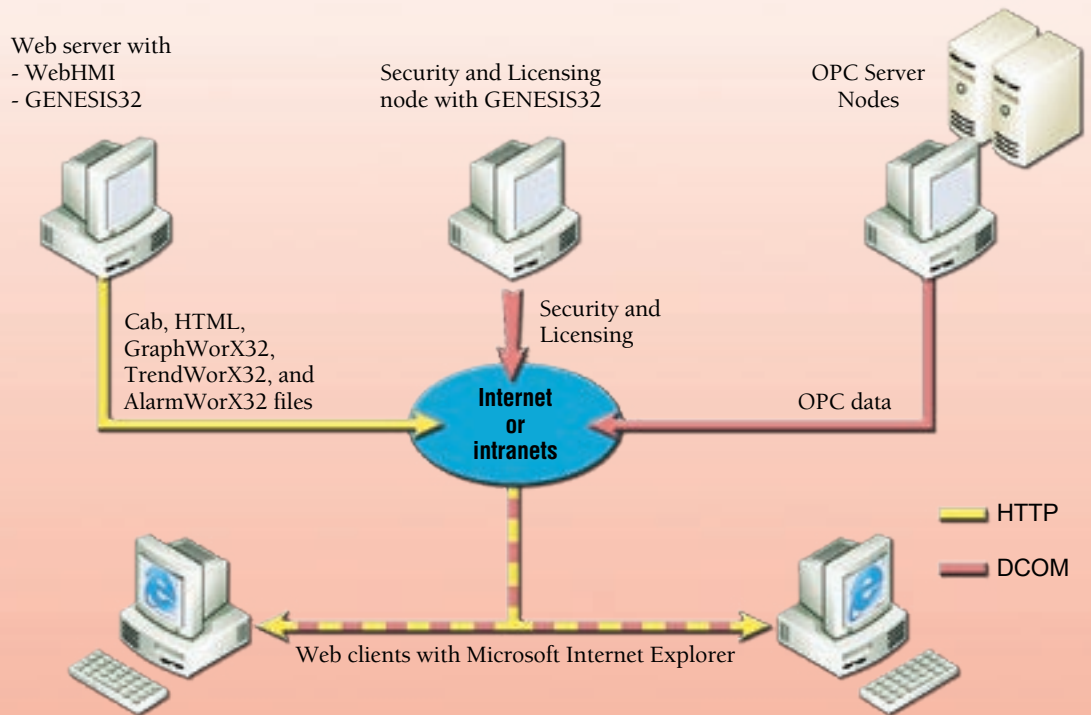 Web server with
- WebHMI
- GENESIS32
Security and Licensing
node with GENESIS32
OPC Server
Nodes
Cab, HTML,
GraphWorX32,
TrendWorX32, and
AlarmWorX32 files
Security and
Licensing
Internet
or
intranets
OPC data
HTTP
DCOM
Web clients with Microsoft Internet Explorer